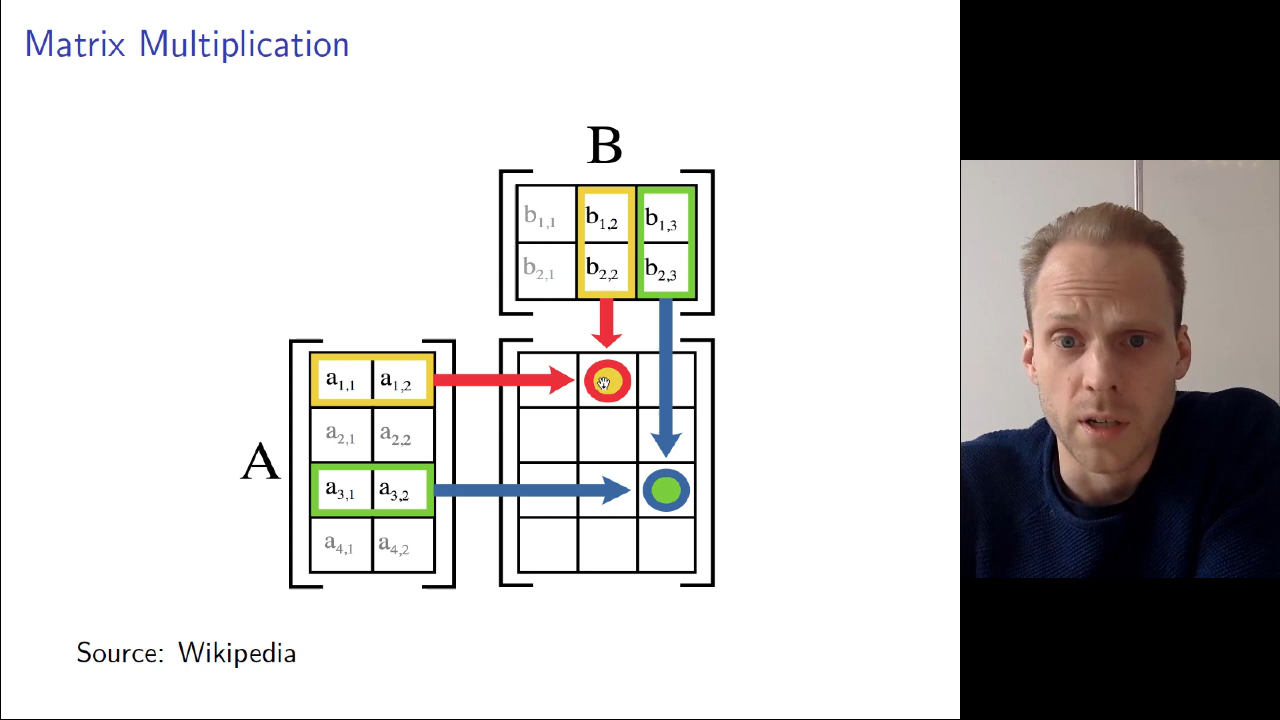 Matrix Multiplication
B
b1,1 b1,2 b1,3
b2,1 b2,2 b2,3
A
a1,1 a1,2
a2,1 a2,2
a3,1 a3,2
a4,1 a4,2
Source: Wikipedia